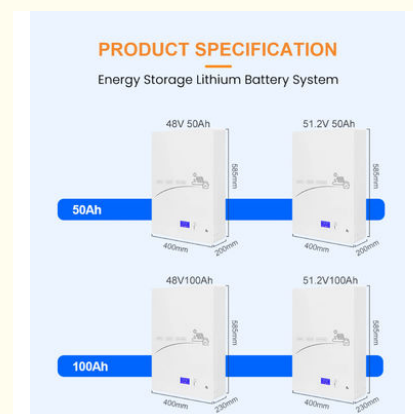 PRODUCT SPECIFICATION
Energy Storage Lithium Battery System
48V 50Ah
51.2V 50Ah
585mm
585mm
50Ah
400mm
200mm
400mm
200mm
48V100Ah
51.2V100Ah
585mm
585mm
100Ah
400mm
230mm
400mm
230mm